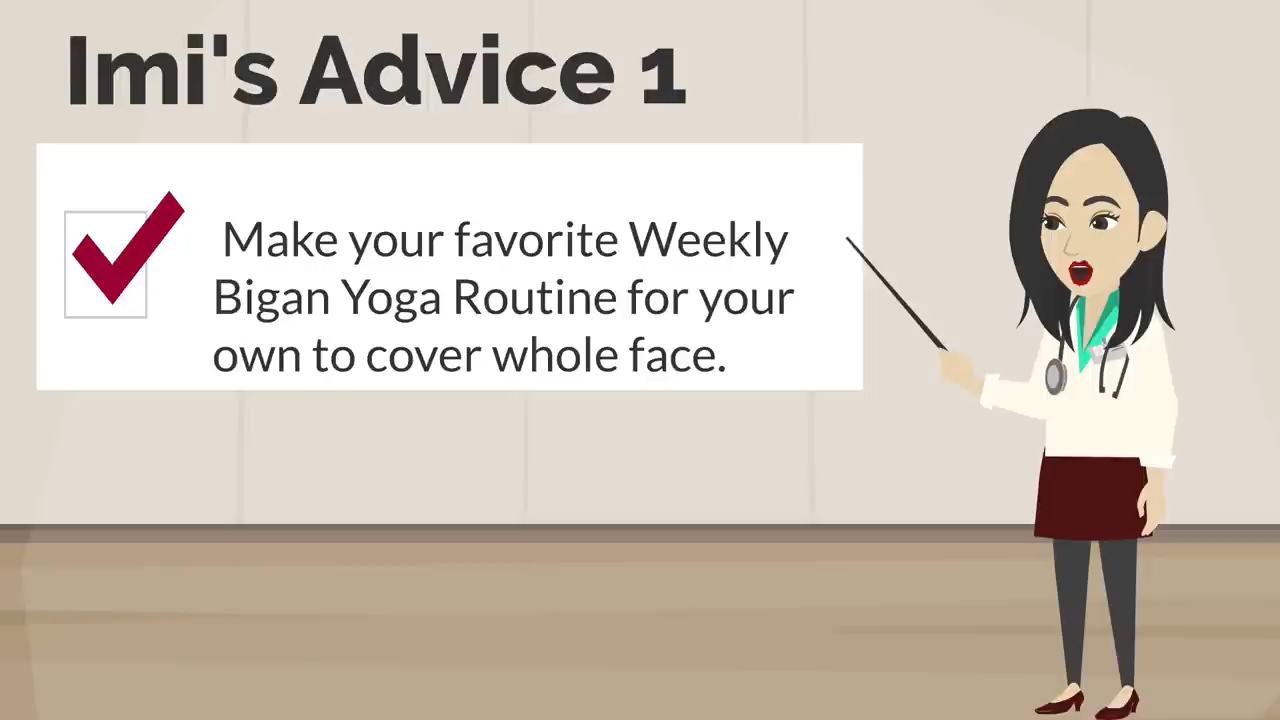 Imi's Advice 1
Make your favorite Weekly
Bigan Yoga Routine for your
own to cover whole face.